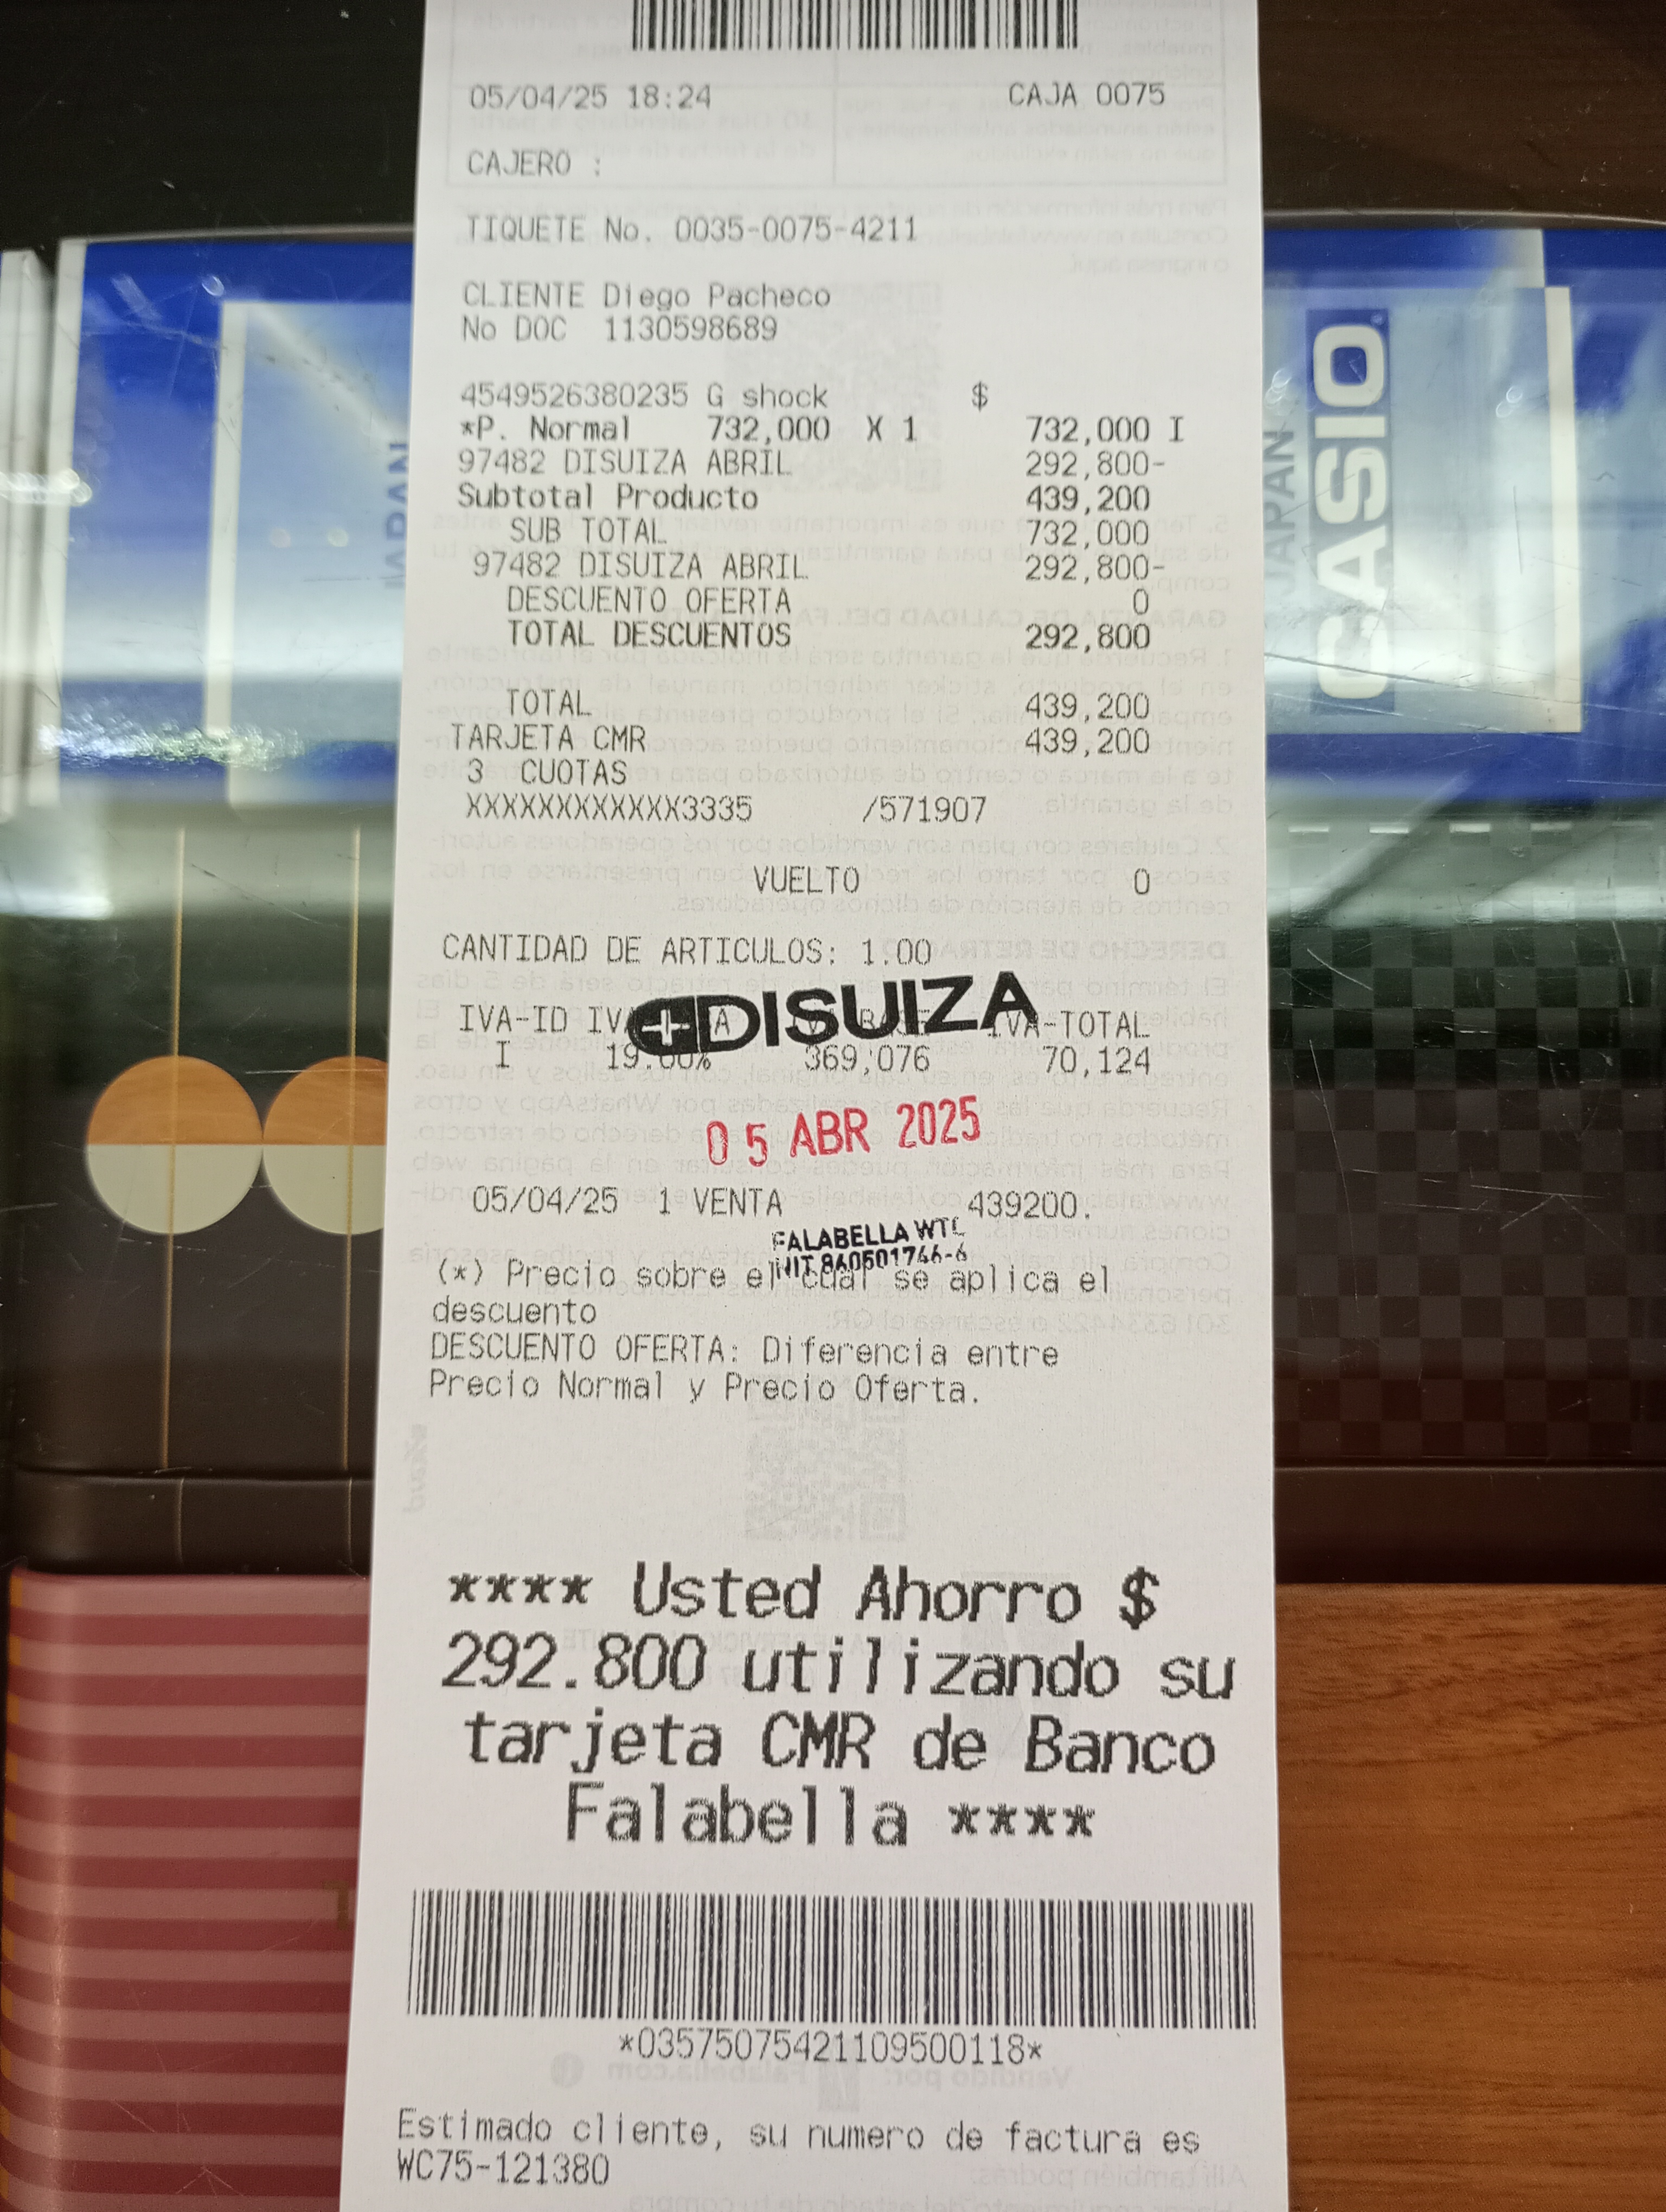 05/04/25 18:24 CAJA 0075
CAJERO :
TIQUETE No. 0035-0075-4211
CLIENTE Diego Pacheco
No DOC 1130598689
4549526380235 G shock $
*P. Normal 732,000 X 1 732,000 I
97482 DISUIZA ABRIL 292,800-
Subtotal Producto 439,200
SUB TOTAL 732,000
97482 DISUIZA ABRIL 292,800-
DESCUENTO OFERTA 0
TOTAL DESCUENTOS 292,800
TOTAL 439,200
TARJETA CMR 439,200
3 CUOTAS
XXXXXXXXXXXX3335 /571907
VUELTO 0
CANTIDAD DE ARTICULOS: 1.00
DISUIZA
IVA-ID IVA-TOTAL
I 19.00% 369,076 70,124
05 ABR 2025
05/04/25 1 VENTA 439200.
FALABELLA WTC
NIT 860501766-6
(*) Precio sobre el cual se aplica el
descuento
DESCUENTO OFERTA: Diferencia entre
Precio Normal y Precio Oferta.
**** Usted Ahorro $
292.800 utilizando su
tarjeta CMR de Banco
Falabella ****
*03575075421109500118*
Estimado cliente, su numero de factura es
WC75-121380
CASIO
JAPAN
JAPAN